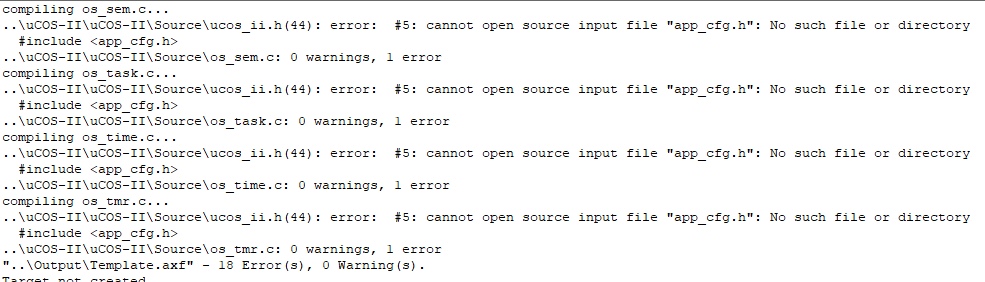 compiling os_sem.c...
..\uCOS-II\uCOS-II\Source\ucos_ii.h(44): error:  #5: cannot open source input file "app_cfg.h": No such file or directory
  #include <app_cfg.h>
..\uCOS-II\uCOS-II\Source\os_sem.c: 0 warnings, 1 error
compiling os_task.c...
..\uCOS-II\uCOS-II\Source\ucos_ii.h(44): error:  #5: cannot open source input file "app_cfg.h": No such file or directory
  #include <app_cfg.h>
..\uCOS-II\uCOS-II\Source\os_task.c: 0 warnings, 1 error
compiling os_time.c...
..\uCOS-II\uCOS-II\Source\ucos_ii.h(44): error:  #5: cannot open source input file "app_cfg.h": No such file or directory
  #include <app_cfg.h>
..\uCOS-II\uCOS-II\Source\os_time.c: 0 warnings, 1 error
compiling os_tmr.c...
..\uCOS-II\uCOS-II\Source\ucos_ii.h(44): error:  #5: cannot open source input file "app_cfg.h": No such file or directory
  #include <app_cfg.h>
..\uCOS-II\uCOS-II\Source\os_tmr.c: 0 warnings, 1 error
"..\Output\Template.axf" - 18 Error(s), 0 Warning(s).
Target not created